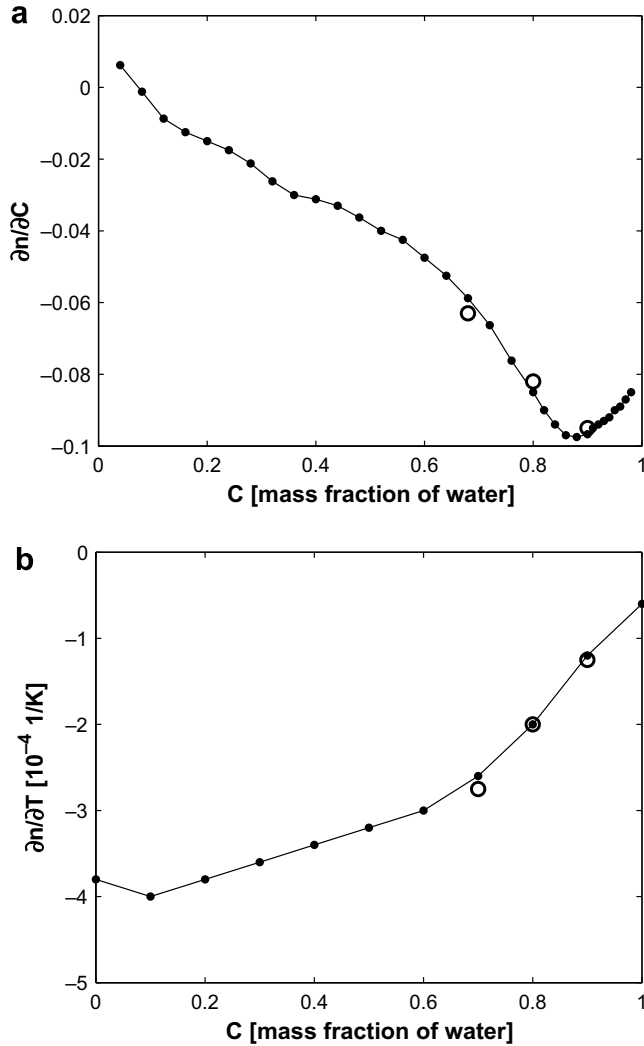 a
0.02
0
−0.02
−0.04
−0.06
−0.08
−0.1
∂n/∂C
0 0.2 0.4 0.6 0.8 1
C [mass fraction of water]
b
0
−1
−2
−3
−4
−5
∂n/∂T [10⁻⁴ 1/K]
0 0.2 0.4 0.6 0.8 1
C [mass fraction of water]